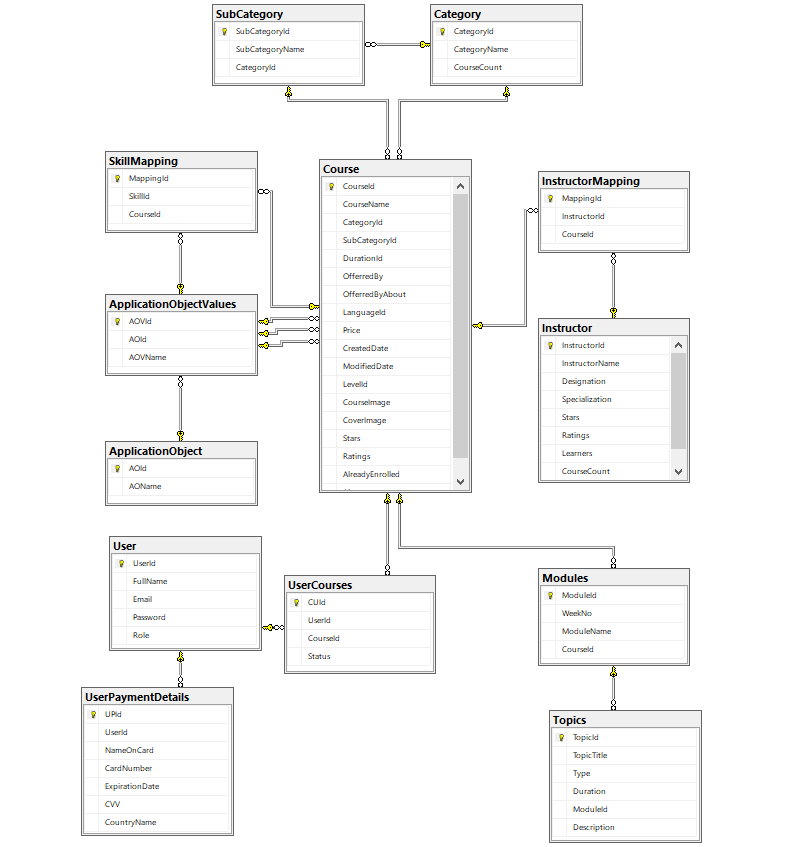 SubCategory
SubCategoryId
SubCategoryName
CategoryId
Category
CategoryId
CategoryName
CourseCount
SkillMapping
MappingId
SkillId
CourseId
Course
CourseId
CourseName
CategoryId
SubCategoryId
DurationId
OfferredBy
OfferredByAbout
LanguageId
Price
CreatedDate
ModifiedDate
LevelId
CourseImage
CoverImage
Stars
Ratings
AlreadyEnrolled
InstructorMapping
MappingId
InstructorId
CourseId
ApplicationObjectValues
AOVId
AOId
AOVName
Instructor
InstructorId
InstructorName
Designation
Specialization
Stars
Ratings
Learners
CourseCount
ApplicationObject
AOId
AOName
User
UserId
FullName
Email
Password
Role
UserCourses
CUId
UserId
CourseId
Status
Modules
ModuleId
WeekNo
ModuleName
CourseId
UserPaymentDetails
UPId
UserId
NameOnCard
CardNumber
ExpirationDate
CVV
CountryName
Topics
TopicId
TopicTitle
Type
Duration
ModuleId
Description